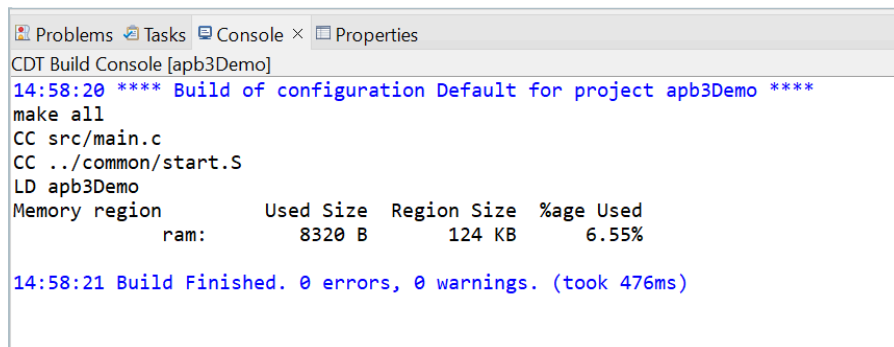 Problems Tasks Console × Properties
CDT Build Console [apb3Demo]
14:58:20 **** Build of configuration Default for project apb3Demo ****
make all
CC src/main.c
CC ../common/start.S
LD apb3Demo
Memory region         Used Size  Region Size  %age Used
             ram:        8320 B       124 KB      6.55%
14:58:21 Build Finished. 0 errors, 0 warnings. (took 476ms)